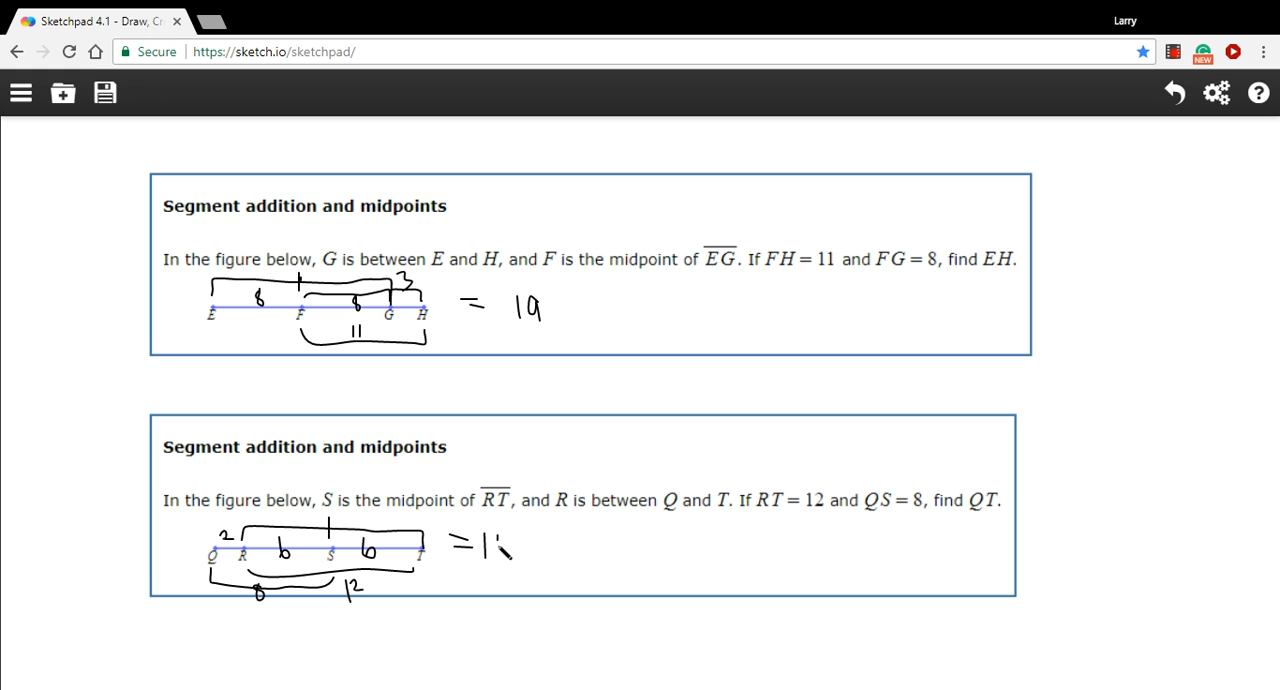 Sketchpad 4.1 - Draw, Cr
Larry
Secure | https://sketch.io/sketchpad/
NEW
Segment addition and midpoints
In the figure below, G is between E and H, and F is the midpoint of EG. If FH = 11 and FG = 8, find EH.
3
8 8
E F G H = 19
11
Segment addition and midpoints
In the figure below, S is the midpoint of RT, and R is between Q and T. If RT = 12 and QS = 8, find QT.
2
6 6
Q R S T
8 12